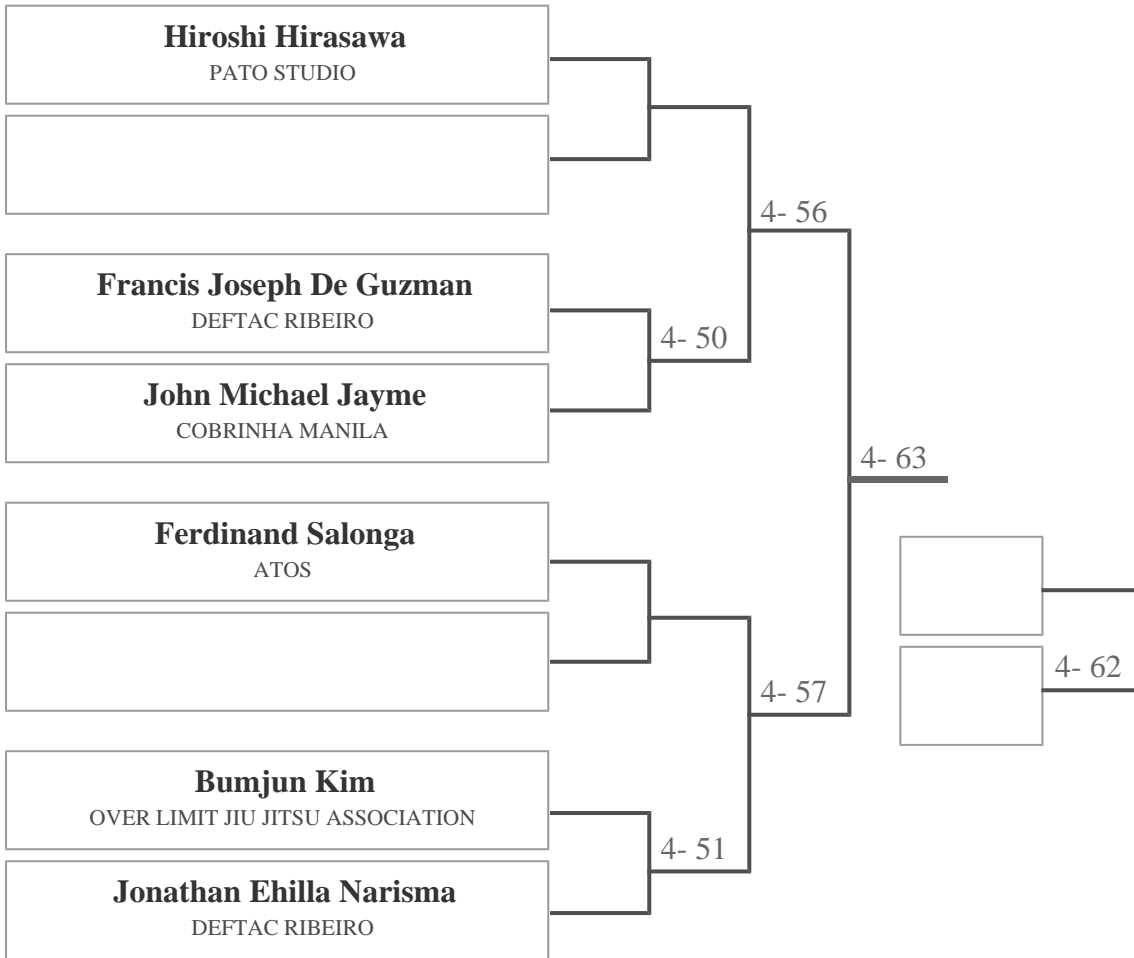 Hiroshi Hirasawa
PATO STUDIO
4- 56
Francis Joseph De Guzman
DEFTAC RIBEIRO
4- 50
John Michael Jayme
COBRINHA MANILA
4- 63
Ferdinand Salonga
ATOS
4- 62
4- 57
Bumjun Kim
OVER LIMIT JIU JITSU ASSOCIATION
4- 51
Jonathan Ehilla Narisma
DEFTAC RIBEIRO